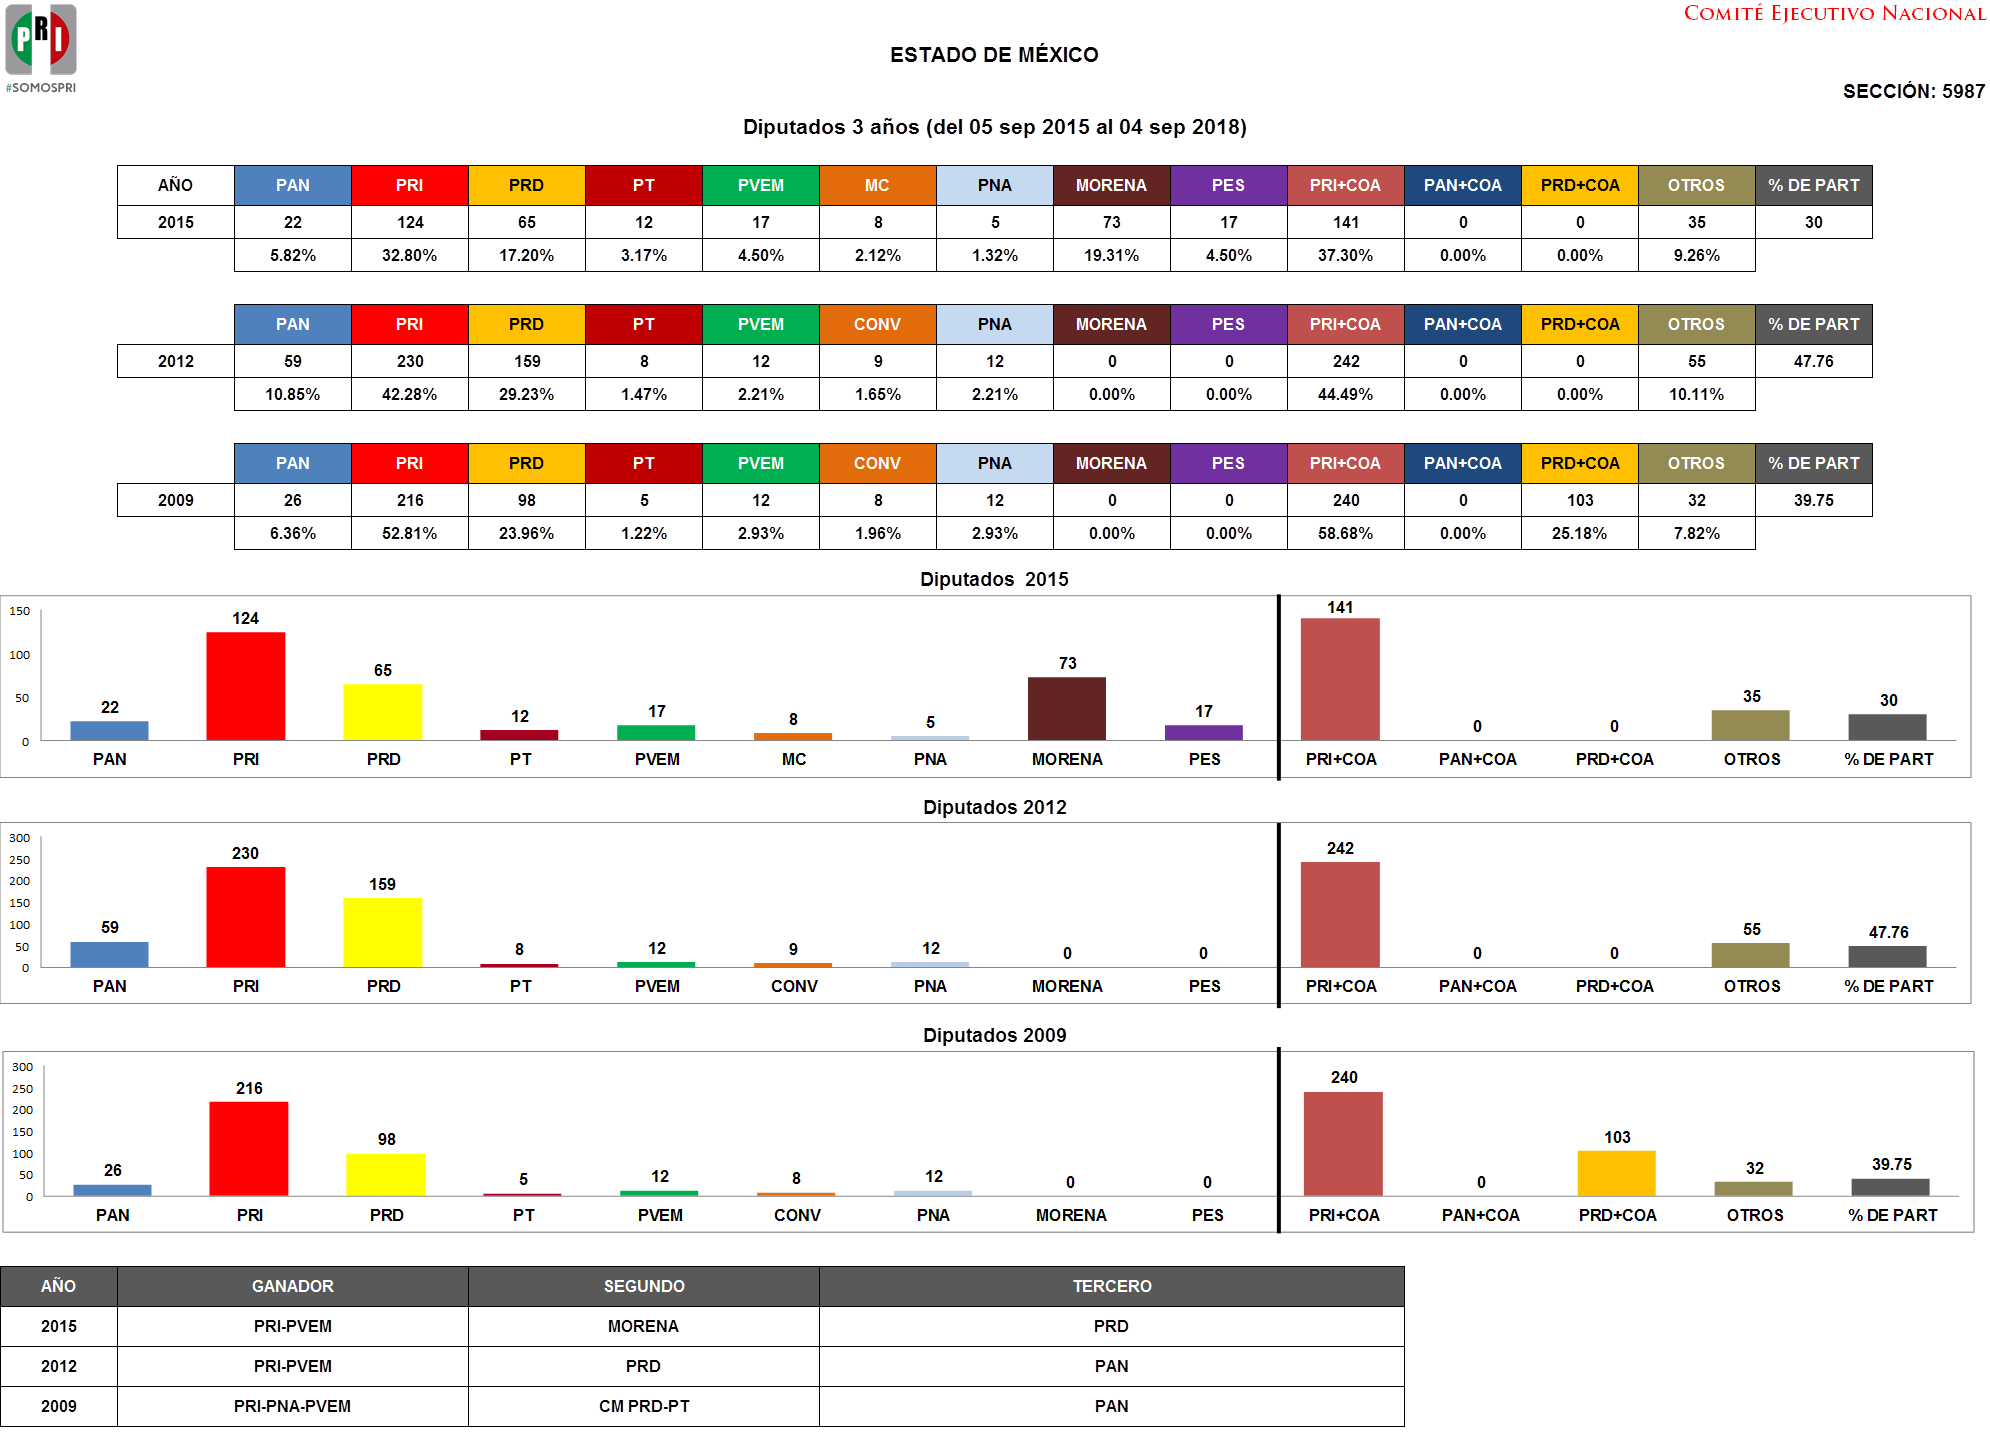 PRI
#SOMOSPRI
COMITÉ EJECUTIVO NACIONAL
ESTADO DE MÉXICO
SECCIÓN: 5987
Diputados 3 años (del 05 sep 2015 al 04 sep 2018)
AÑO PAN PRI PRD PT PVEM MC PNA MORENA PES PRI+COA PAN+COA PRD+COA OTROS % DE PART
2015 22 124 65 12 17 8 5 73 17 141 0 0 35 30
5.82% 32.80% 17.20% 3.17% 4.50% 2.12% 1.32% 19.31% 4.50% 37.30% 0.00% 0.00% 9.26%
PAN PRI PRD PT PVEM CONV PNA MORENA PES PRI+COA PAN+COA PRD+COA OTROS % DE PART
2012 59 230 159 8 12 9 12 0 0 242 0 0 55 47.76
10.85% 42.28% 29.23% 1.47% 2.21% 1.65% 2.21% 0.00% 0.00% 44.49% 0.00% 0.00% 10.11%
PAN PRI PRD PT PVEM CONV PNA MORENA PES PRI+COA PAN+COA PRD+COA OTROS % DE PART
2009 26 216 98 5 12 8 12 0 0 240 0 103 32 39.75
6.36% 52.81% 23.96% 1.22% 2.93% 1.96% 2.93% 0.00% 0.00% 58.68% 0.00% 25.18% 7.82%
Diputados 2015
150
100
50
0
22 124 65 12 17 8 5 73 17 141 0 0 35 30
PAN PRI PRD PT PVEM MC PNA MORENA PES PRI+COA PAN+COA PRD+COA OTROS % DE PART
Diputados 2012
300
250
200
150
100
50
0
59 230 159 8 12 9 12 0 0 242 0 0 55 47.76
PAN PRI PRD PT PVEM CONV PNA MORENA PES PRI+COA PAN+COA PRD+COA OTROS % DE PART
Diputados 2009
300
250
200
150
100
50
0
26 216 98 5 12 8 12 0 0 240 0 103 32 39.75
PAN PRI PRD PT PVEM CONV PNA MORENA PES PRI+COA PAN+COA PRD+COA OTROS % DE PART
AÑO GANADOR SEGUNDO TERCERO
2015 PRI-PVEM MORENA PRD
2012 PRI-PVEM PRD PAN
2009 PRI-PNA-PVEM CM PRD-PT PAN